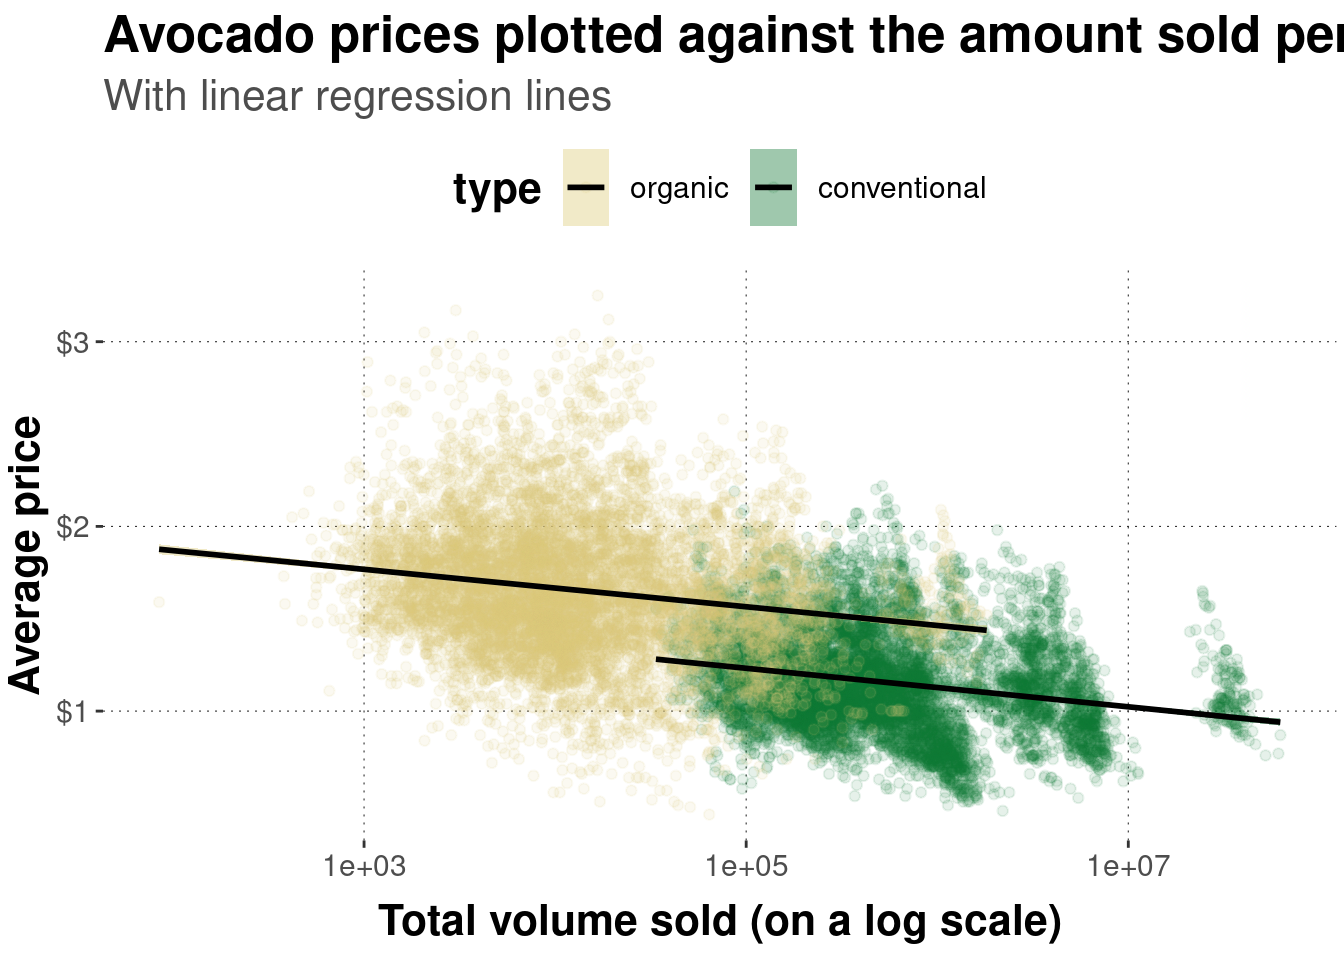 Avocado prices plotted against the amount sold per
With linear regression lines
type organic conventional
$3
$2
$1
Average price
1e+03 1e+05 1e+07
Total volume sold (on a log scale)